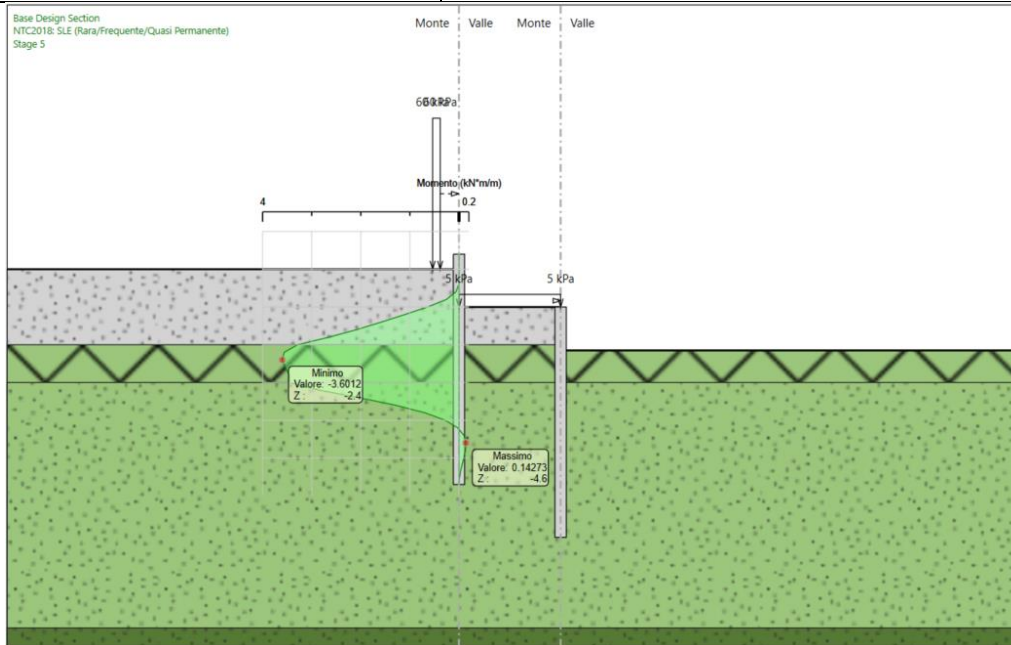 Base Design Section
NTC2018: SLE (Rara/Frequente/Quasi Permanente)
Stage 5
Monte Valle Monte Valle
Momento (kN*m/m)
4 0.2
5 kPa 5 kPa
Minimo
Valore: -3.6012
Z : -2.4
Massimo
Valore: 0.14273
Z : -4.6